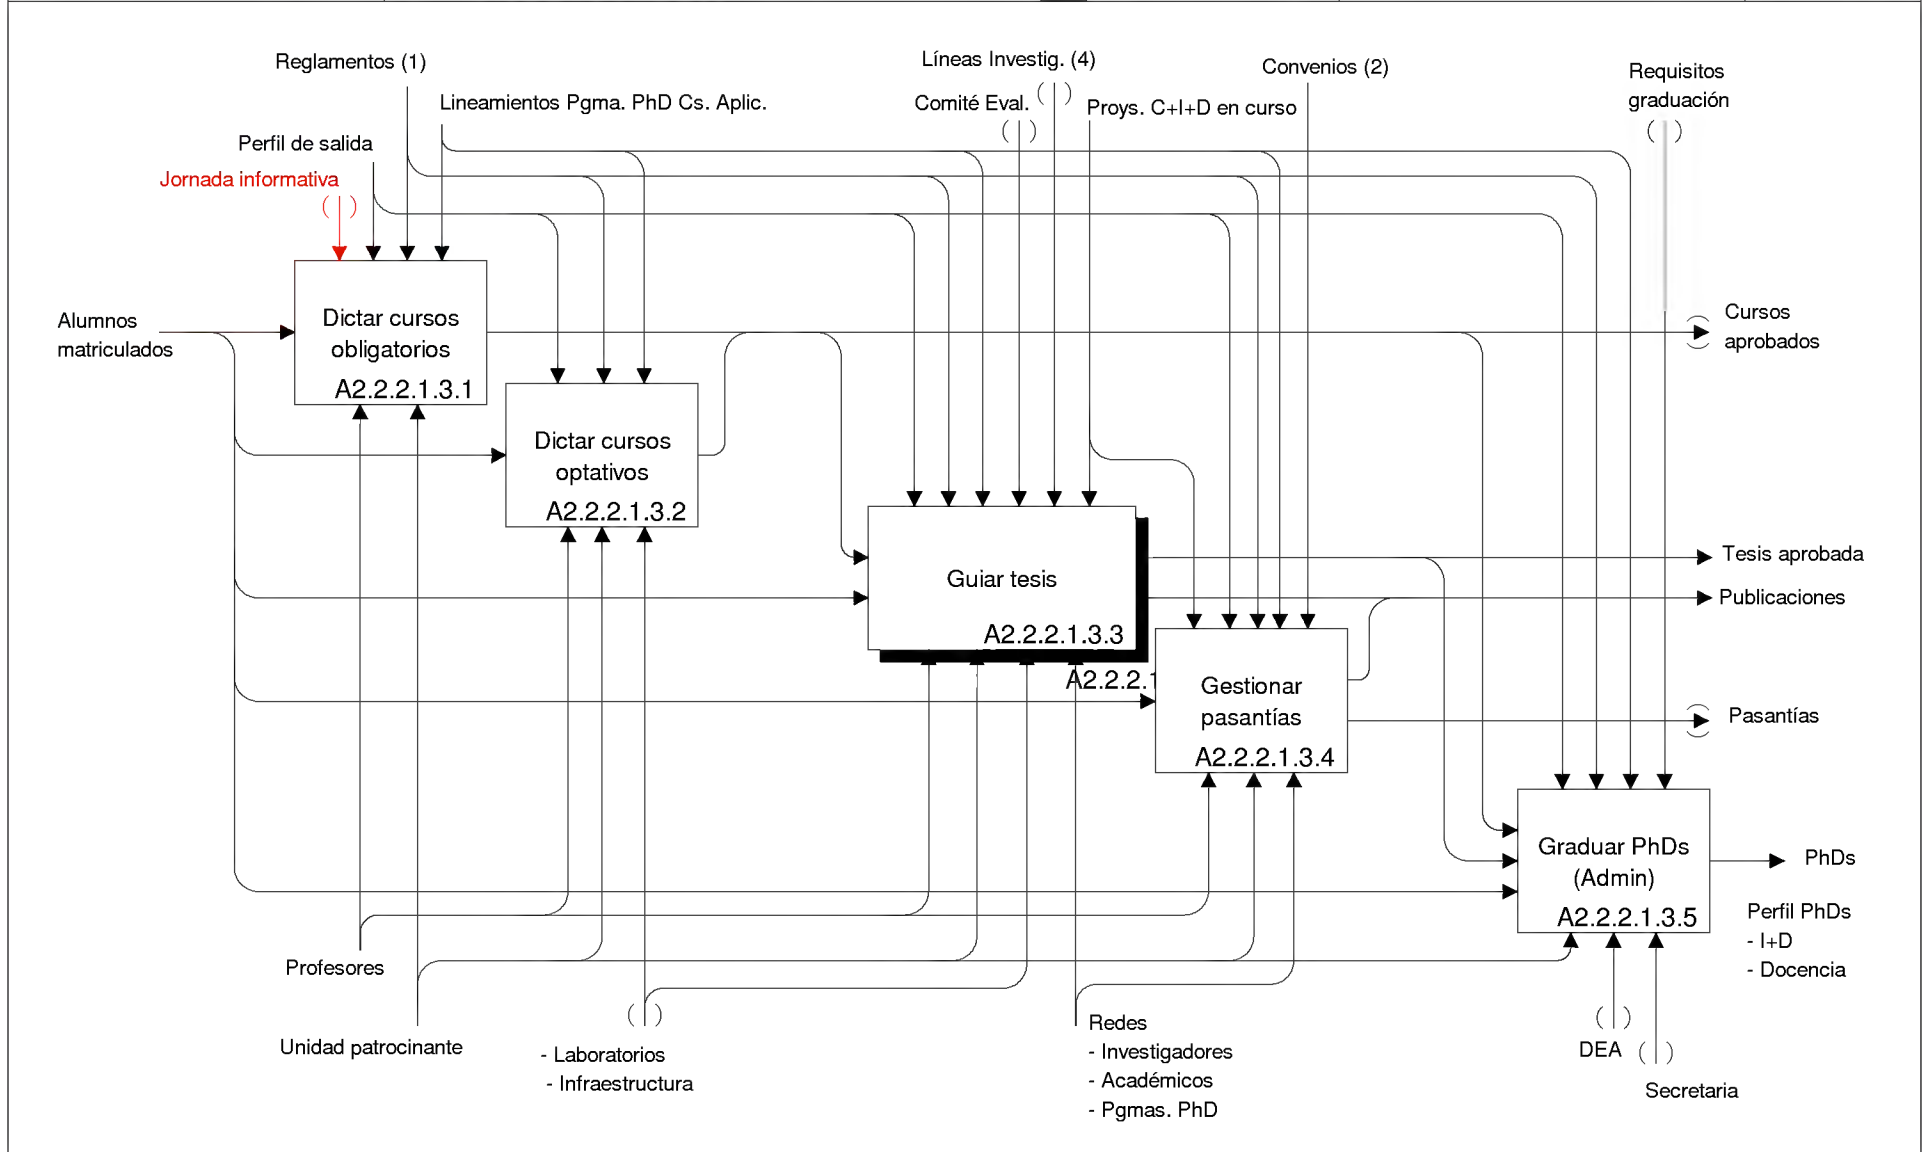 Reglamentos (1)
Líneas Investig. (4)
Convenios (2)
Requisitos
graduación
Lineamientos Pgma. PhD Cs. Aplic.
Comité Eval.
( )
Proys. C+I+D en curso
( )
( )
Perfil de salida
Jornada informativa
( )
Alumnos
matriculados
Dictar cursos
obligatorios
A2.2.2.1.3.1
Cursos
aprobados
Dictar cursos
optativos
A2.2.2.1.3.2
Guiar tesis
A2.2.2.1.3.3
Tesis aprobada
Publicaciones
A2.2.2.1
Gestionar
pasantías
A2.2.2.1.3.4
Pasantías
Graduar PhDs
(Admin)
A2.2.2.1.3.5
PhDs
Perfil PhDs
- I+D
- Docencia
Profesores
Unidad patrocinante
( )
- Laboratorios
- Infraestructura
Redes
- Investigadores
- Académicos
- Pgmas. PhD
( )
DEA
( )
Secretaria